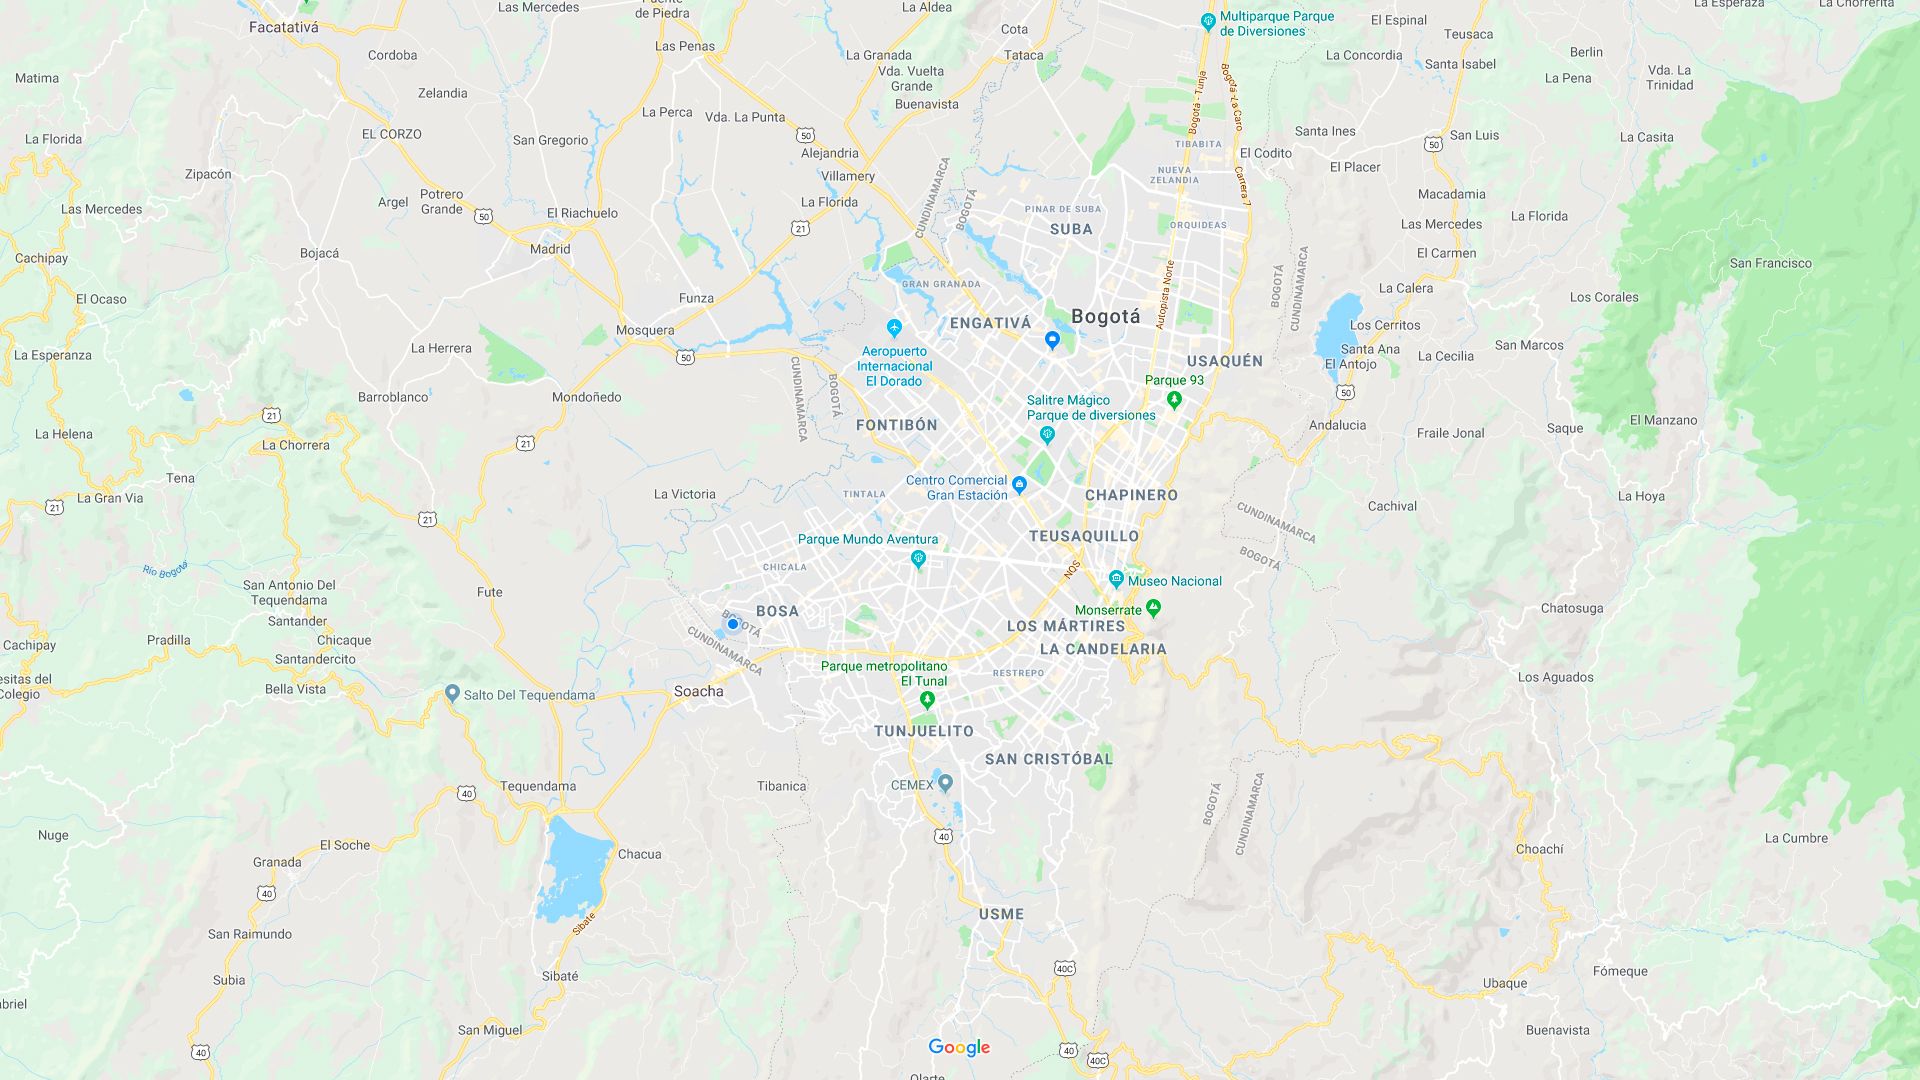 Las Mercedes
Puente
de Piedra
La Aldea
Multiparque Parque
de Diversiones
El Espinal
La Esperanza
La Chorrerita
Facatativá
Cordoba
Las Penas
La Granada
Cota
Tataca
Teusaca
La Concordia
Berlin
Santa Isabel
Matima
Zelandia
Vda. Vuelta
Grande
Buenavista
La Pena
Vda. La
Trinidad
Bogotá - Tunja
Bogotá -La Caro
La Florida
EL CORZO
San Gregorio
La Perca
Vda. La Punta
50
Alejandria
Villamery
TIBABITA
El Codito
Santa Ines
50
San Luis
La Casita
El Placer
Zipacón
Argel
Potrero
Grande
50
El Riachuelo
La Florida
CUNDINAMARCA
BOGOTÁ
NUEVA
ZELANDIA
Carrera 7
Macadamia
Las Mercedes
La Florida
Las Mercedes
PINAR DE SUBA
SUBA
ORQUIDEAS
El Carmen
Cachipay
Bojacá
Madrid
21
San Francisco
El Ocaso
Funza
GRAN GRANADA
Autopista Norte
BOGOTÁ
CUNDINAMARCA
La Calera
Los Corales
Mosquera
ENGATIVÁ
Bogotá
Los Cerritos
La Esperanza
La Herrera
50
Aeropuerto
Internacional
El Dorado
USAQUÉN
Santa Ana
El Antojo
La Cecilia
San Marcos
Barroblanco
Mondoñedo
CUNDINAMARCA
BOGOTÁ
Parque 93
50
21
Salitre Mágico
Parque de diversiones
La Helena
La Chorrera
21
FONTIBÓN
Andalucia
Fraile Jonal
Saque
El Manzano
Tena
La Gran Via
21
21
La Victoria
TINTALA
Centro Comercial
Gran Estación
CHAPINERO
Cachival
La Hoya
CUNDINAMARCA
BOGOTÁ
TEUSAQUILLO
Parque Mundo Aventura
Río Bogotá
CHICALA
NQS
Museo Nacional
San Antonio Del
Tequendama
Fute
BOSA
Monserrate
Chatosuga
Santander
BOGOTÁ
CUNDINAMARCA
LOS MÁRTIRES
LA CANDELARIA
Cachipay
Pradilla
Chicaque
Santandercito
Parque metropolitano
El Tunal
RESTREPO
Los Aguados
esitas del
Colegio
Bella Vista
Salto Del Tequendama
Soacha
TUNJUELITO
SAN CRISTÓBAL
40
Tequendama
Tibanica
CEMEX
BOGOTÁ
CUNDINAMARCA
Nuge
El Soche
40
La Cumbre
Granada
Chacua
Choachí
40
Sibate
USME
San Raimundo
Subia
Sibaté
40C
Fómeque
Ubaque
briel
San Miguel
Buenavista
40
Google
40
40C
Olarte